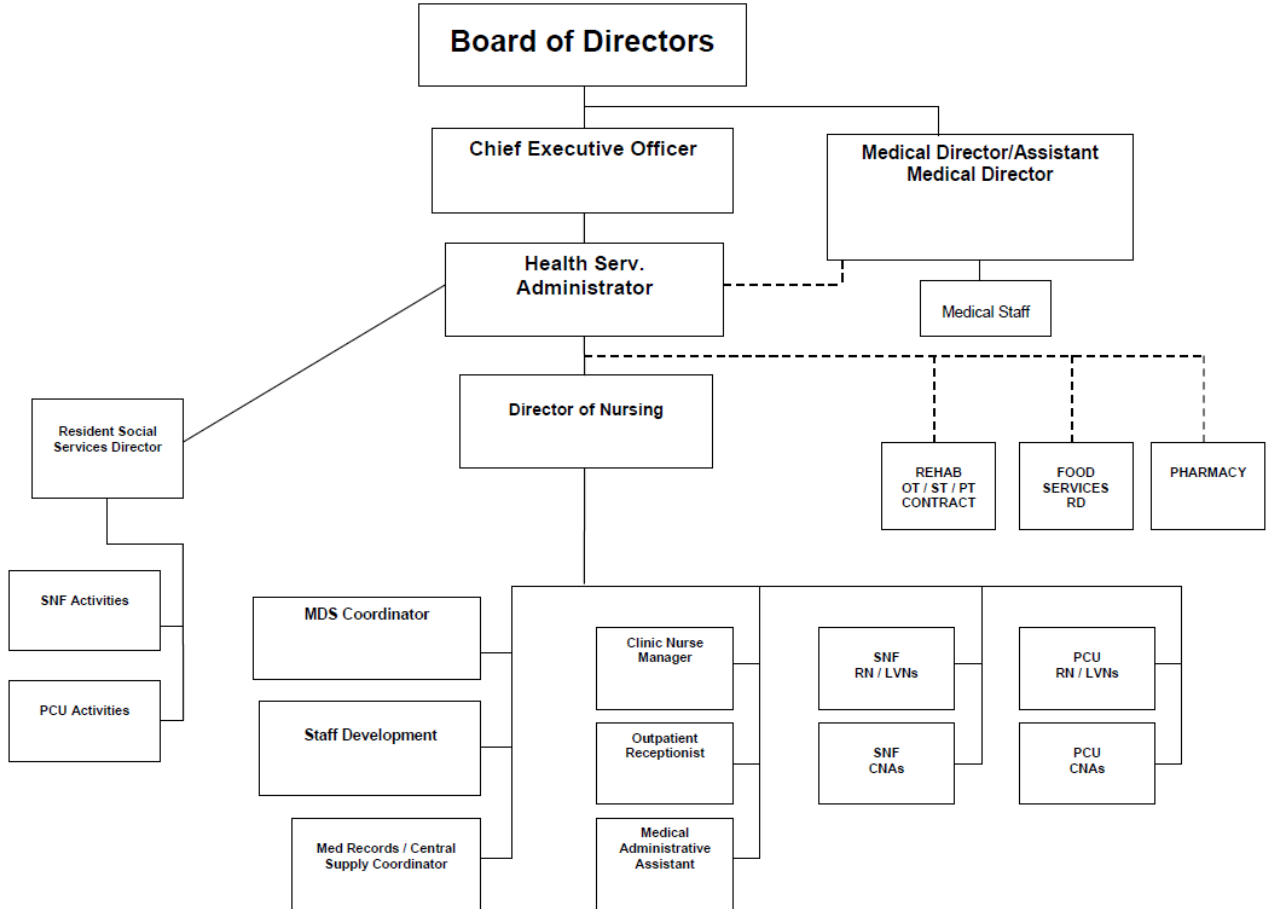 Board of Directors
Chief Executive Officer
Medical Director/Assistant
Medical Director
Health Serv.
Administrator
Medical Staff
Director of Nursing
Resident Social
Services Director
REHAB
OT / ST / PT
CONTRACT
FOOD
SERVICES
RD
PHARMACY
SNF Activities
PCU Activities
MDS Coordinator
Staff Development
Med Records / Central
Supply Coordinator
Clinic Nurse
Manager
Outpatient
Receptionist
Medical
Administrative
Assistant
SNF
RN / LVNs
SNF
CNAs
PCU
RN / LVNs
PCU
CNAs